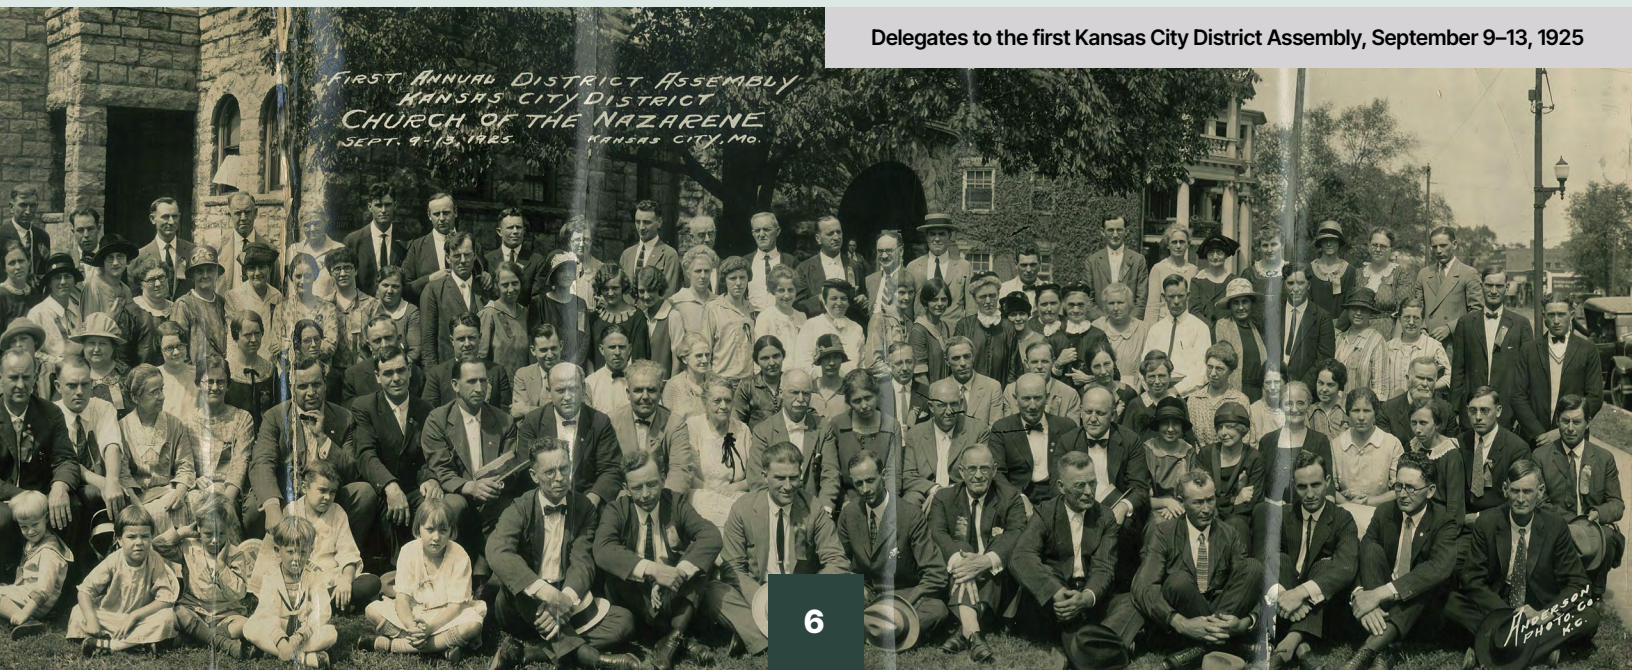 Delegates to the first Kansas City District Assembly, September 9–13, 1925
FIRST ANNUAL DISTRICT ASSEMBLY
KANSAS CITY DISTRICT
CHURCH OF THE NAZARENE
SEPT. 9-13, 1925. KANSAS CITY, MO.
6
ANDERSON
PHOTO. CO.
K.C.